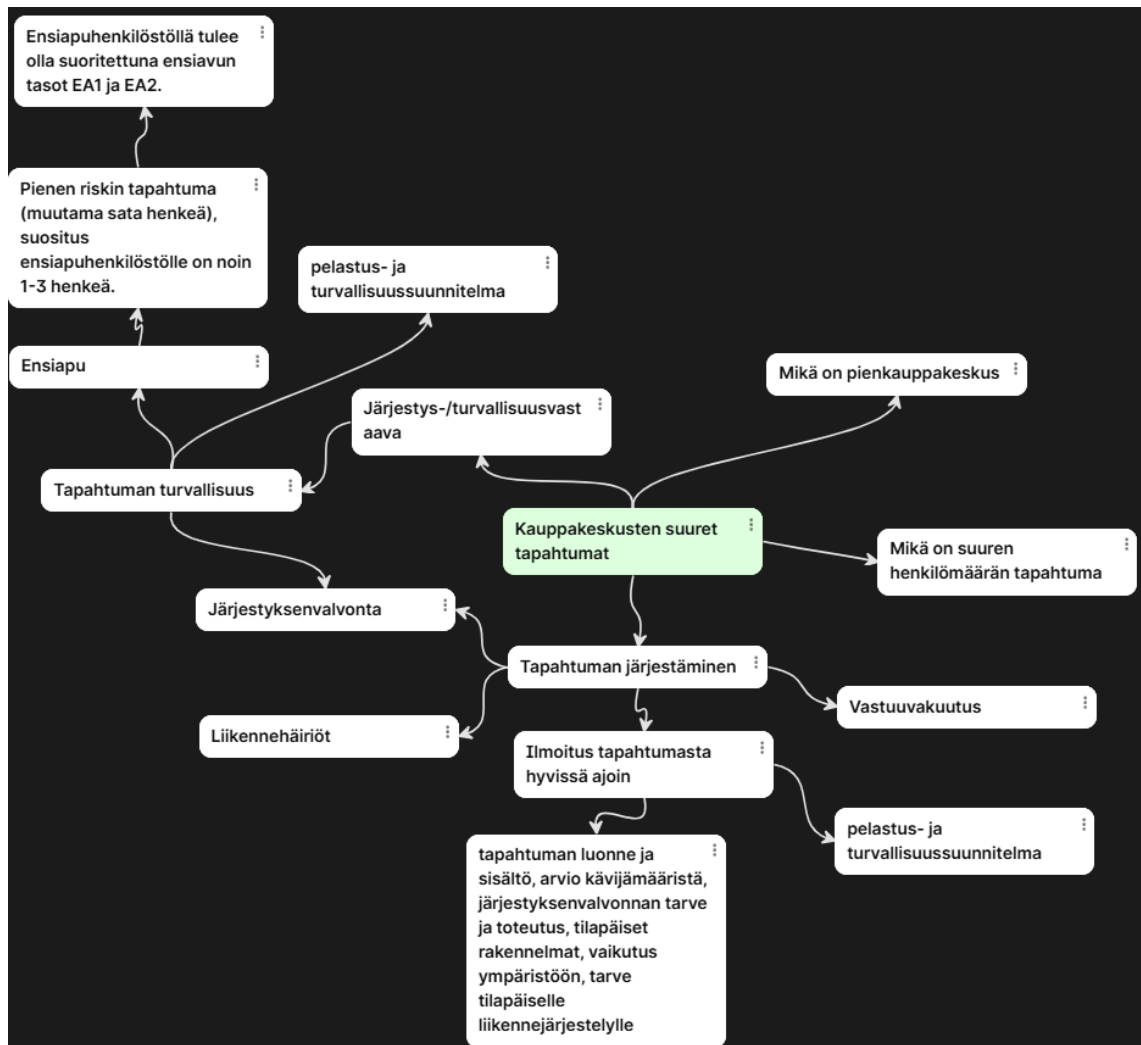 Ensiapuhenkilöstöllä tulee
olla suoritettuna ensiavun
tasot EA1 ja EA2.
Pienen riskin tapahtuma
(muutama sata henkeä),
suositus
ensiapuhenkilöstölle on noin
1-3 henkeä.
pelastus- ja
turvallisuussuunnitelma
Ensiapu
Mikä on pienkauppakeskus
Järjestys-/turvallisuusvast
aava
Tapahtuman turvallisuus
Kauppakeskusten suuret
tapahtumat
Mikä on suuren
henkilömäärän tapahtuma
Järjestyksenvalvonta
Tapahtuman järjestäminen
Vastuuvakuutus
Liikennehäiriöt
Ilmoitus tapahtumasta
hyvissä ajoin
pelastus- ja
turvallisuussuunnitelma
tapahtuman luonne ja
sisältö, arvio kävijämääristä,
järjestyksenvalvonnan tarve
ja toteutus, tilapäiset
rakennelmat, vaikutus
ympäristöön, tarve
tilapäiselle
liikennejärjestelylle